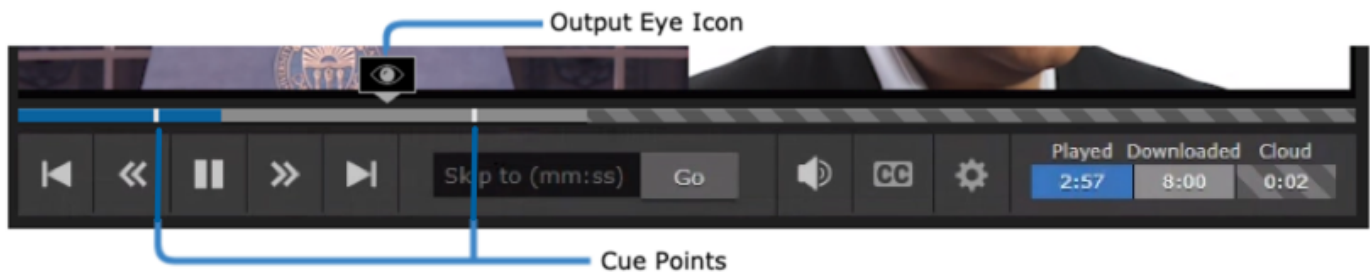 Output Eye Icon
Played Downloaded Cloud
Skip to (mm:ss) Go CC 2:57 8:00 0:02
Cue Points